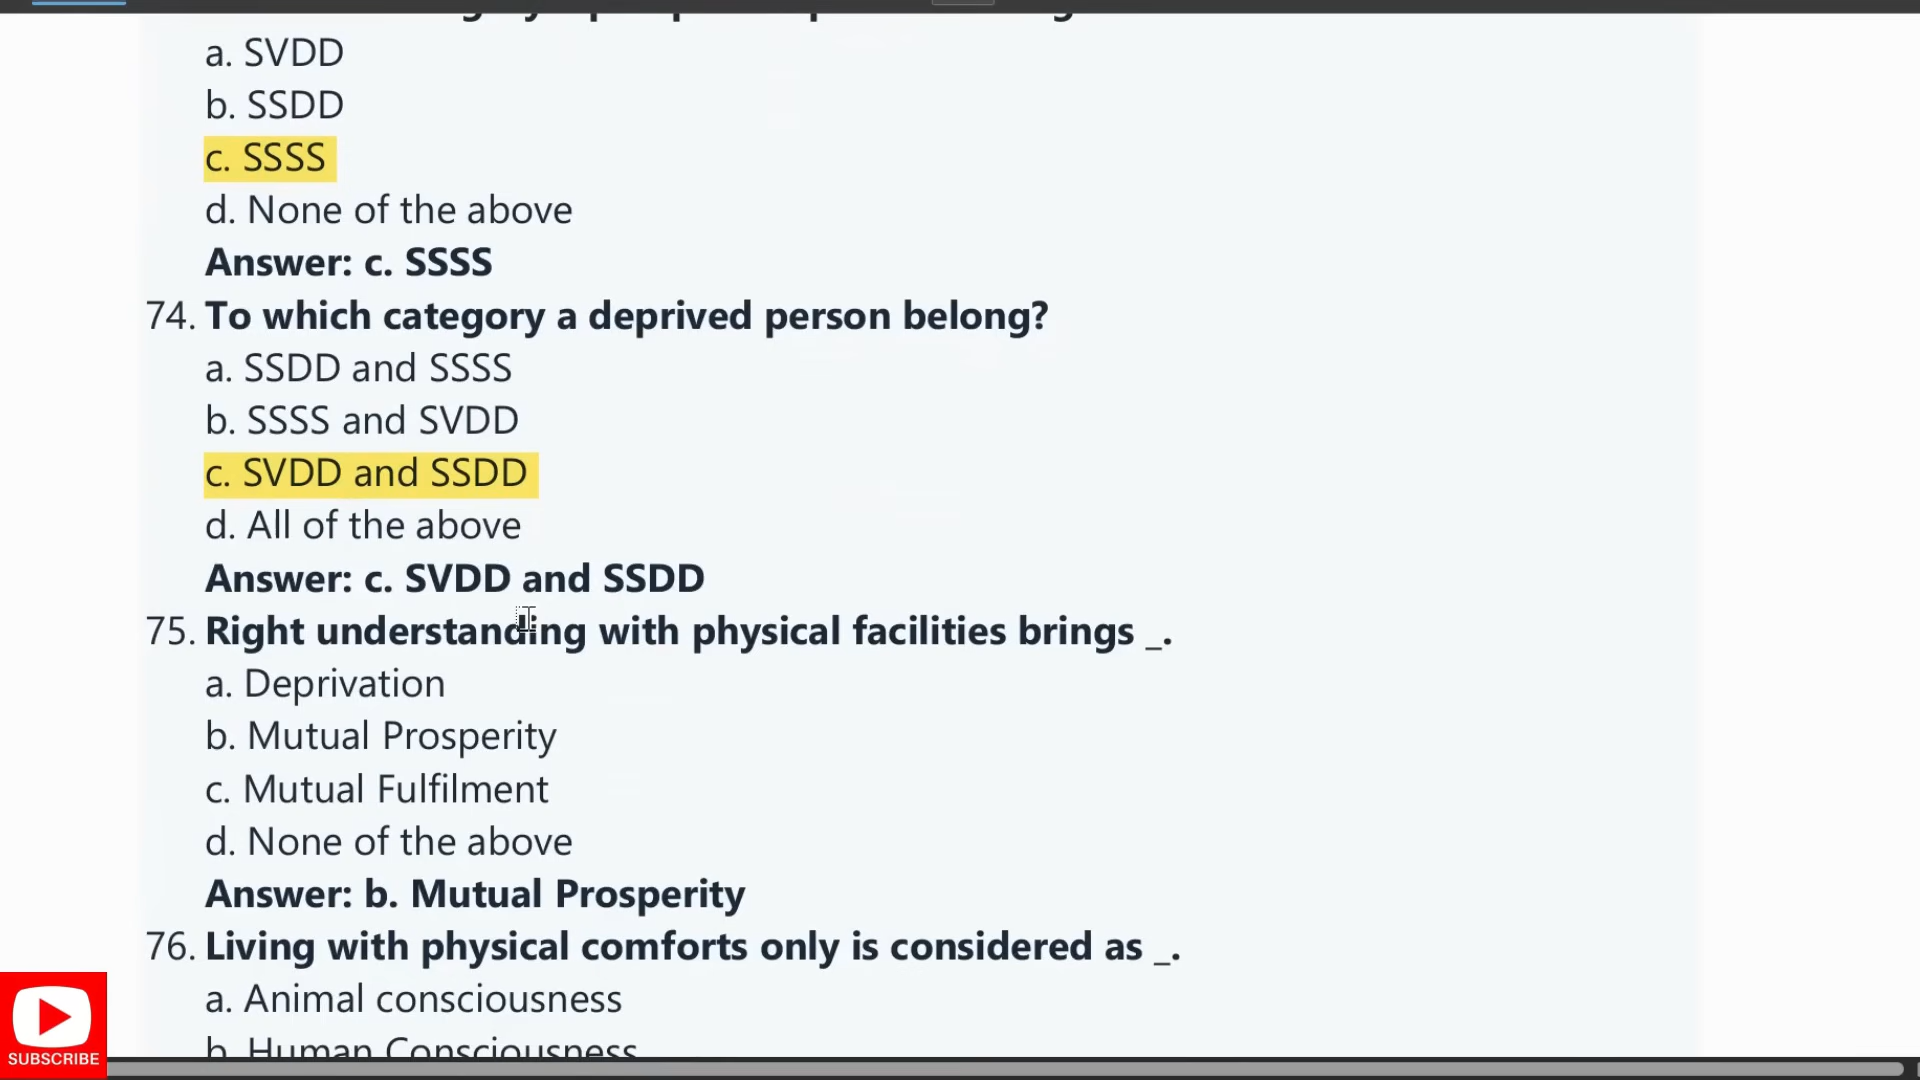 a. SVDD
b. SSDD
c. SSSS
d. None of the above
Answer: c. SSSS
74. To which category a deprived person belong?
a. SSDD and SSSS
b. SSSS and SVDD
c. SVDD and SSDD
d. All of the above
Answer: c. SVDD and SSDD
75. Right understanding with physical facilities brings _.
a. Deprivation
b. Mutual Prosperity
c. Mutual Fulfilment
d. None of the above
Answer: b. Mutual Prosperity
76. Living with physical comforts only is considered as _.
a. Animal consciousness
b. Human Consciousness
SUBSCRIBE